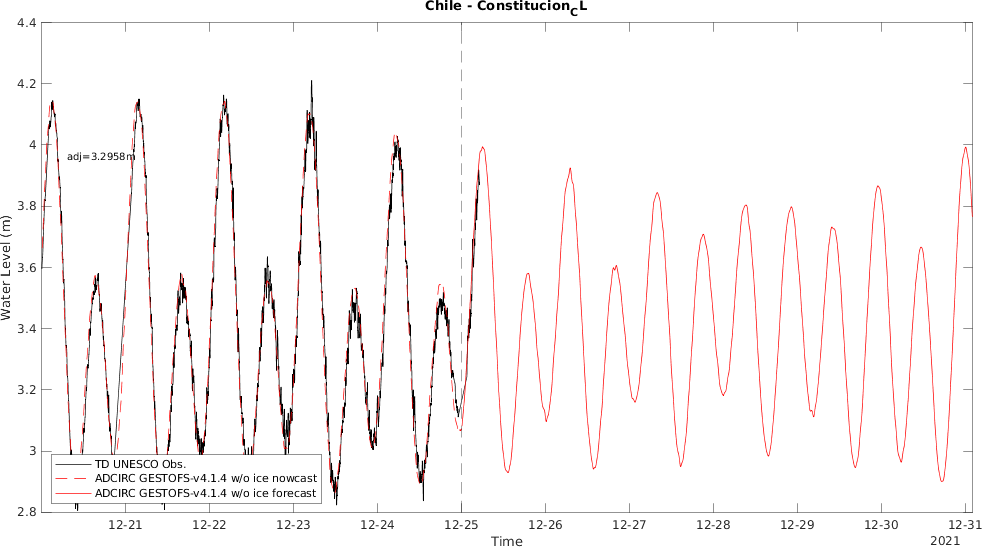 Chile - Constitucion_CL
4.4
4.2
4
adj=3.2958m
3.8
3.6
3.4
3.2
3
2.8
Water Level (m)
TD UNESCO Obs.
ADCIRC GESTOFS-v4.1.4 w/o ice nowcast
ADCIRC GESTOFS-v4.1.4 w/o ice forecast
12-21 12-22 12-23 12-24 12-25 12-26 12-27 12-28 12-29 12-30 12-31
Time
2021